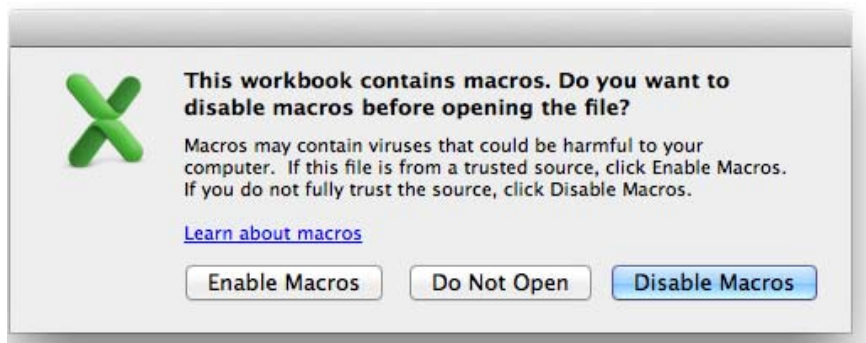 This workbook contains macros. Do you want to
disable macros before opening the file?
Macros may contain viruses that could be harmful to your
computer.  If this file is from a trusted source, click Enable Macros.
If you do not fully trust the source, click Disable Macros.
Learn about macros
Enable Macros
Do Not Open
Disable Macros